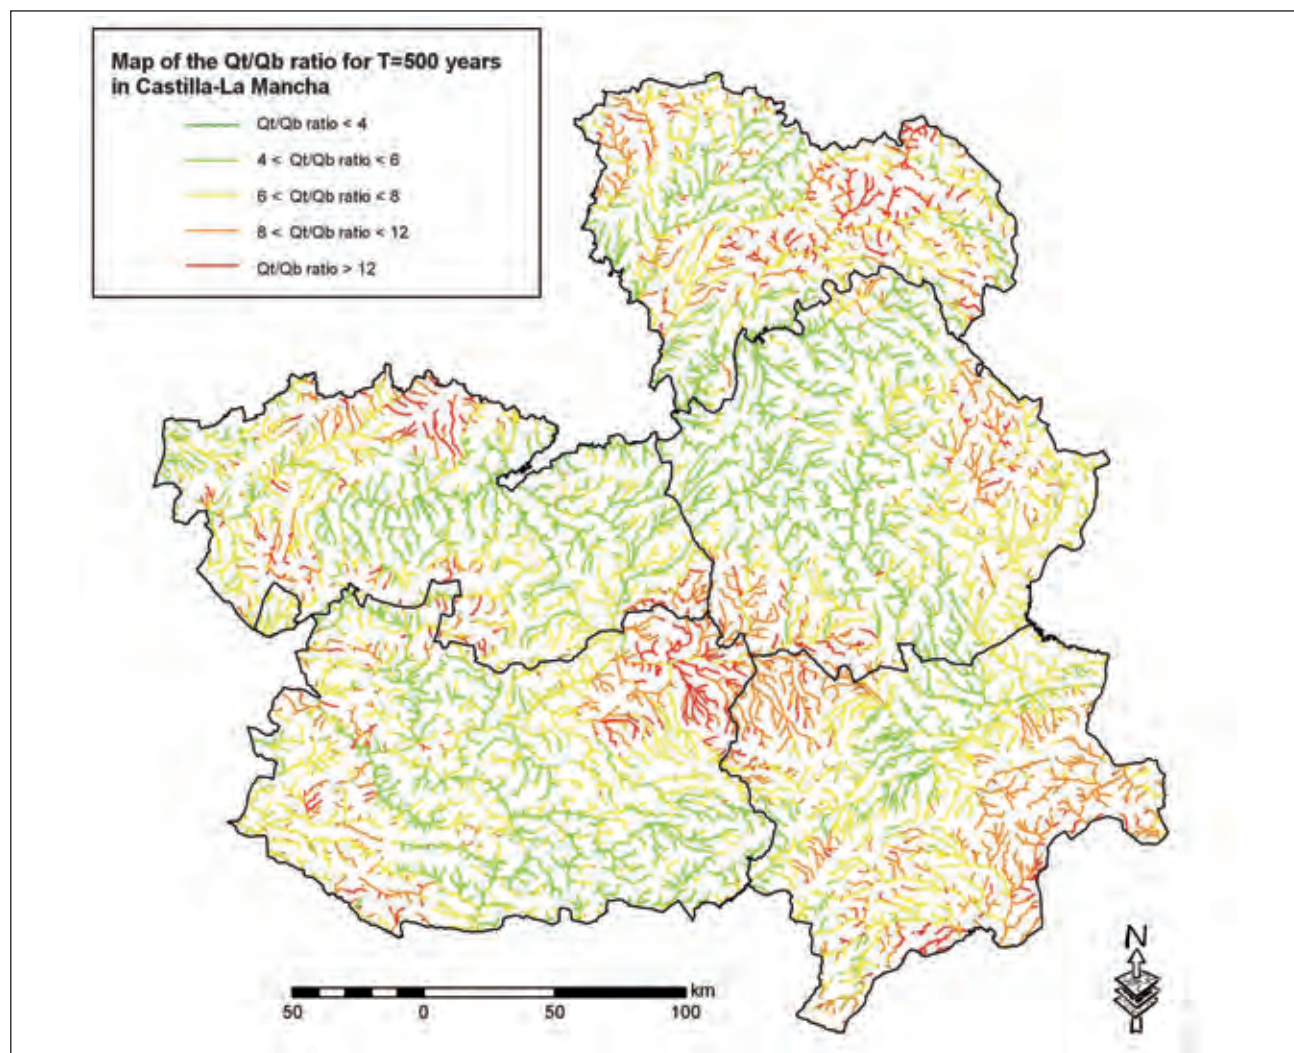 Map of the Qt/Qb ratio for T=500 years
in Castilla-La Mancha
Qt/Qb ratio < 4
4 < Qt/Qb ratio < 6
6 < Qt/Qb ratio < 8
8 < Qt/Qb ratio < 12
Qt/Qb ratio > 12
N
km
50 0 50 100